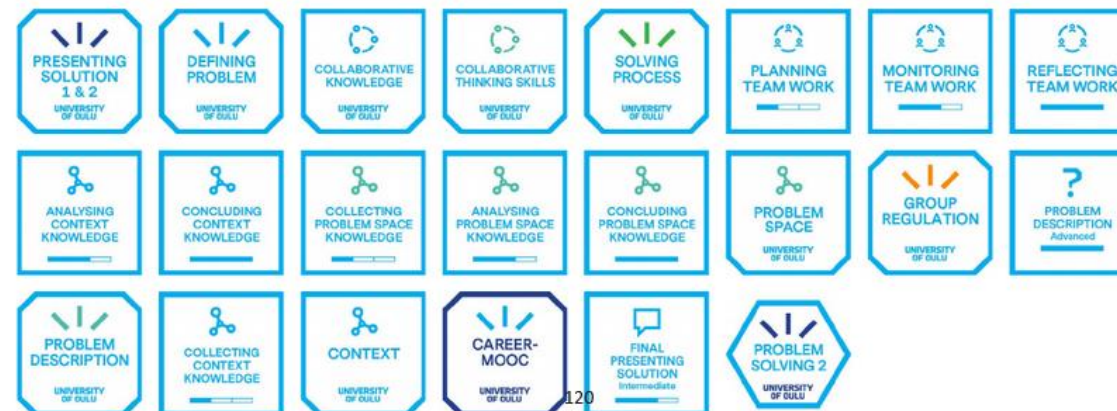 PRESENTING
SOLUTION
1 & 2
UNIVERSITY
OF OULU
DEFINING
PROBLEM
UNIVERSITY
OF OULU
COLLABORATIVE
KNOWLEDGE
UNIVERSITY
OF OULU
COLLABORATIVE
THINKING SKILLS
UNIVERSITY
OF OULU
SOLVING
PROCESS
UNIVERSITY
OF OULU
PLANNING
TEAM WORK
MONITORING
TEAM WORK
REFLECTING
TEAM WORK
ANALYSING
CONTEXT
KNOWLEDGE
CONCLUDING
CONTEXT
KNOWLEDGE
COLLECTING
PROBLEM SPACE
KNOWLEDGE
ANALYSING
PROBLEM SPACE
KNOWLEDGE
CONCLUDING
PROBLEM SPACE
KNOWLEDGE
PROBLEM
SPACE
UNIVERSITY
OF OULU
GROUP
REGULATION
UNIVERSITY
OF OULU
?
PROBLEM
DESCRIPTION
Advanced
PROBLEM
DESCRIPTION
UNIVERSITY
OF OULU
COLLECTING
CONTEXT
KNOWLEDGE
CONTEXT
UNIVERSITY
OF OULU
CAREER-
MOOC
UNIVERSITY
OF OULU
FINAL
PRESENTING
SOLUTION
Intermediate
PROBLEM
SOLVING 2
UNIVERSITY
OF OULU
120